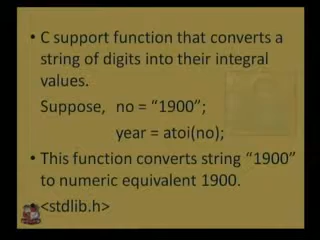 • C support function that converts a
string of digits into their integral
values.
Suppose, no = “1900”;
year = atoi(no);
• This function converts string “1900”
to numeric equivalent 1900.
<stdlib.h>